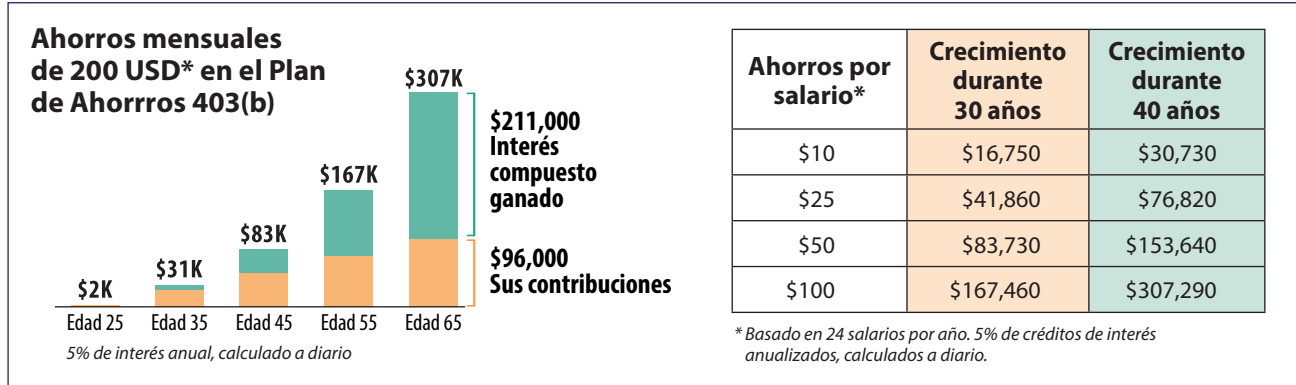 Ahorros mensuales
de 200 USD* en el Plan
de Ahorrros 403(b)
$2K
$31K
$83K
$167K
$307K
$211,000
Interés
compuesto
ganado
$96,000
Sus contribuciones
Edad 25 Edad 35 Edad 45 Edad 55 Edad 65
5% de interés anual, calculado a diario
Ahorros por
salario*
Crecimiento
durante
30 años
Crecimiento
durante
40 años
$10 $16,750 $30,730
$25 $41,860 $76,820
$50 $83,730 $153,640
$100 $167,460 $307,290
* Basado en 24 salarios por año. 5% de créditos de interés
anualizados, calculados a diario.